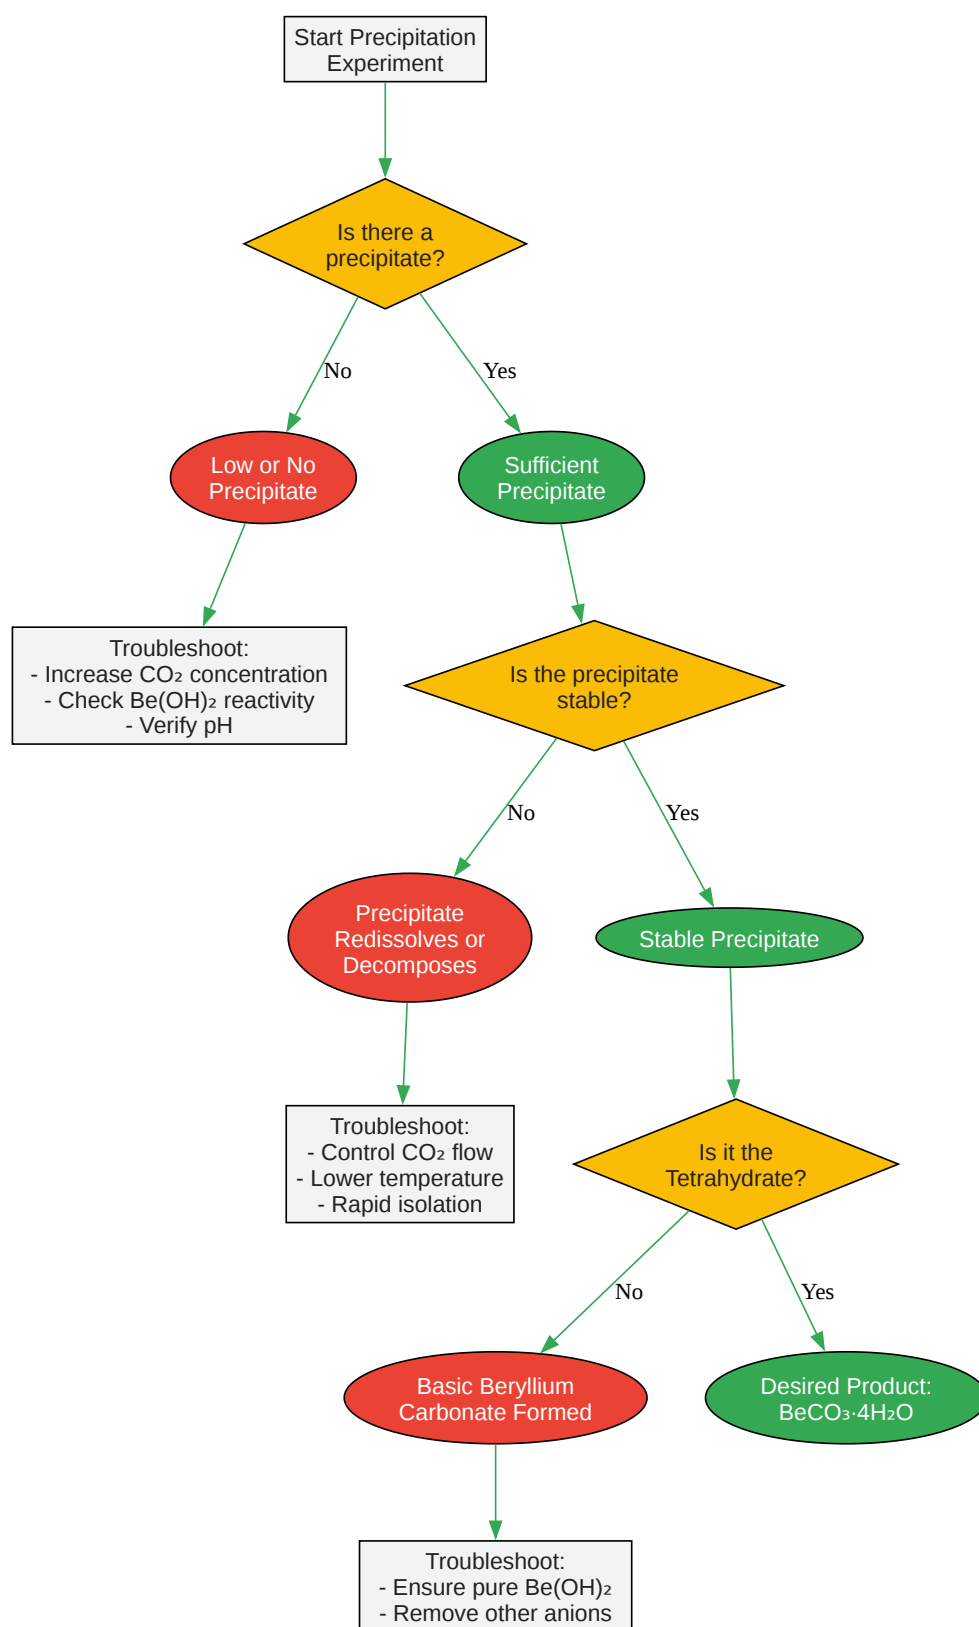 Start Precipitation
Experiment
Is there a
precipitate?
No
Yes
Low or No
Precipitate
Sufficient
Precipitate
Troubleshoot:
- Increase CO₂ concentration
- Check Be(OH)₂ reactivity
- Verify pH
Is the precipitate
stable?
No
Yes
Precipitate
Redissolves or
Decomposes
Stable Precipitate
Troubleshoot:
- Control CO₂ flow
- Lower temperature
- Rapid isolation
Is it the
Tetrahydrate?
No
Yes
Basic Beryllium
Carbonate Formed
Desired Product:
BeCO₃·4H₂O
Troubleshoot:
- Ensure pure Be(OH)₂
- Remove other anions